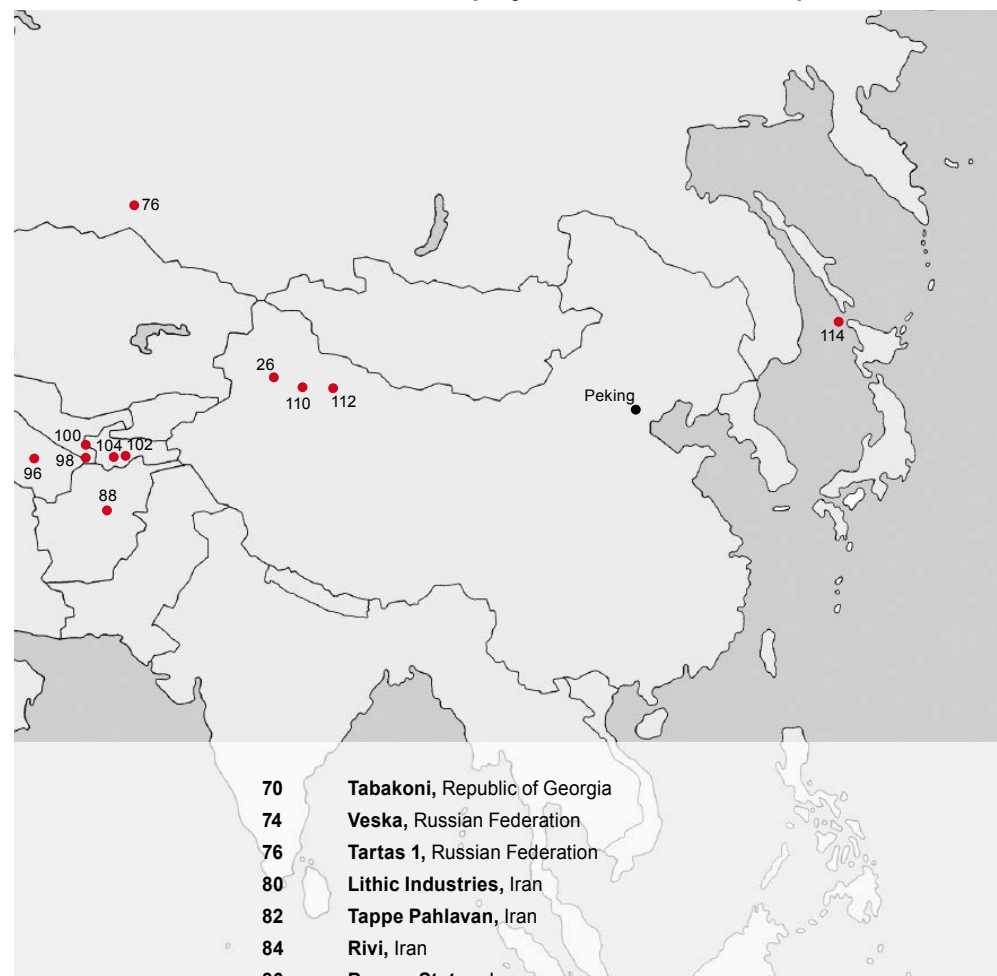 76
114
26
110
112
Peking
100
104
102
98
96
88
70 Tabakoni, Republic of Georgia
74 Veska, Russian Federation
76 Tartas 1, Russian Federation
80 Lithic Industries, Iran
82 Tappe Pahlavan, Iran
84 Rivi, Iran